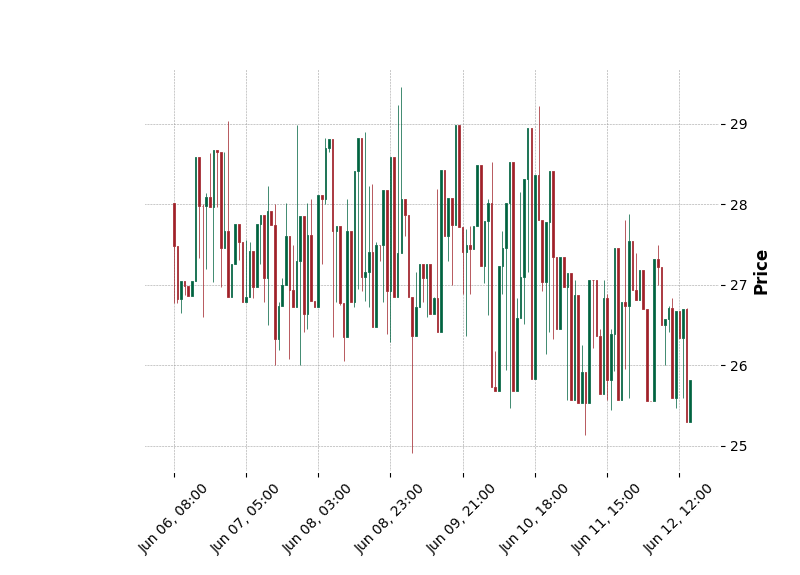 29
28
27
26
25
Price
Jun 06, 08:00
Jun 07, 05:00
Jun 08, 03:00
Jun 08, 23:00
Jun 09, 21:00
Jun 10, 18:00
Jun 11, 15:00
Jun 12, 12:00